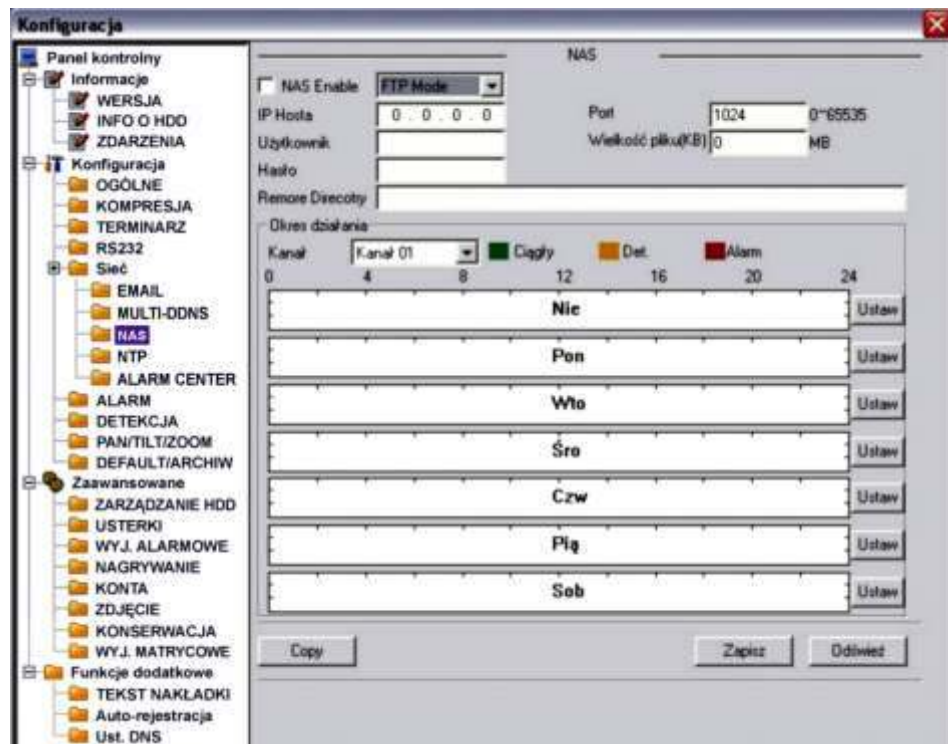 Konfiguracja
Panel kontrolny
Informacje
WERSJA
INFO O HDD
ZDARZENIA
Konfiguracja
OGÓLNE
KOMPRESJA
TERMINARZ
RS232
Sieć
EMAIL
MULTI-DDNS
NAS
NTP
ALARM CENTER
ALARM
DETEKCJA
PAN/TILT/ZOOM
DEFAULT/ARCHIW
Zaawansowane
ZARZĄDZANIE HDD
USTERKI
WYJ. ALARMOWE
NAGRYWANIE
KONTA
ZDJĘCIE
KONSERWACJA
WYJ. MATRYCOWE
Funkcje dodatkowe
TEKST NAKŁADKI
Auto-rejestracja
Ust. DNS
NAS
NAS Enable FTP Mode
IP Hosta 0 . 0 . 0 . 0 Port 1024 0~65535
Użytkownik Wielkość pliku(KB) 0 MB
Hasło
Remore Direcotry
Okres działania
Kanał Kanał 01 Ciągły Det. Alarm
0 4 8 12 16 20 24
Nie Ustaw
Pon Ustaw
Wto Ustaw
Śro Ustaw
Czw Ustaw
Pią Ustaw
Sob Ustaw
Copy Zapisz Odśwież